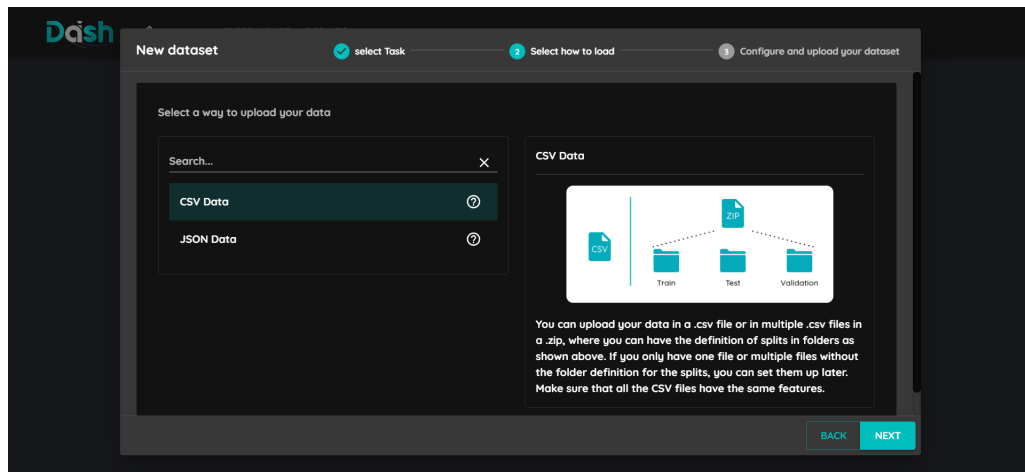 Dash
New dataset
select Task
2 Select how to load
3 Configure and upload your dataset
Select a way to upload your data
Search...
CSV Data
JSON Data
CSV Data
ZIP
CSV
Train Test Validation
You can upload your data in a .csv file or in multiple .csv files in
a .zip, where you can have the definition of splits in folders as
shown above. If you only have one file or multiple files without
the folder definition for the splits, you can set them up later.
Make sure that all the CSV files have the same features.
BACK NEXT